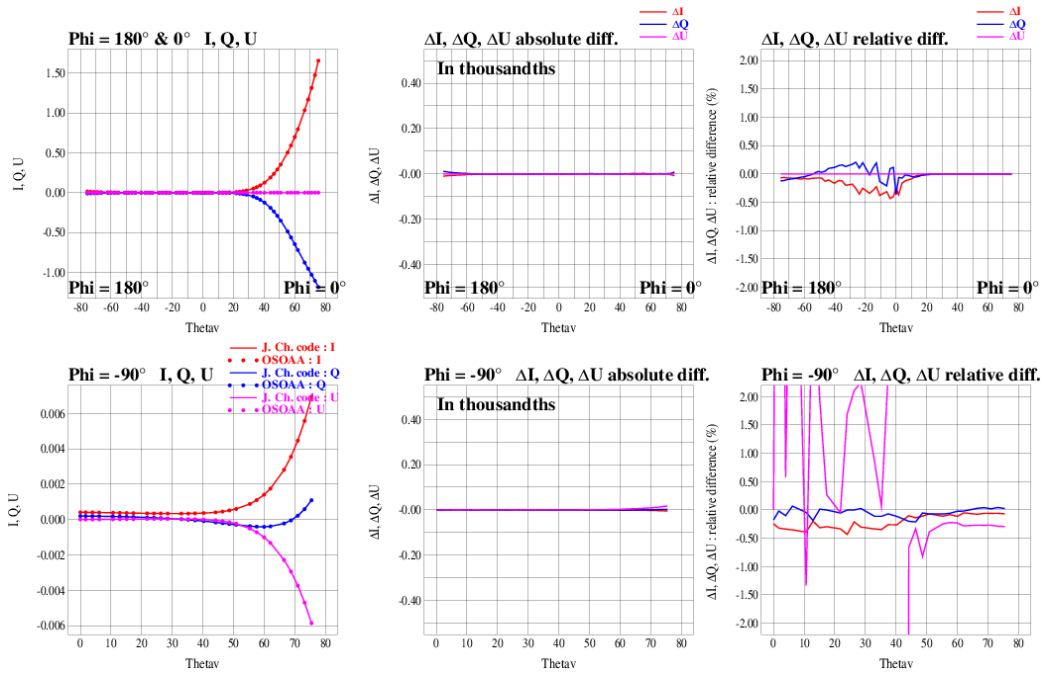 Phi = 180° & 0° I, Q, U
1.50
1.00
0.50
0.00
-0.50
-1.00
I, Q, U
Phi = 180°
Phi = 0°
-80 -60 -40 -20 0 20 40 60 80
Thetav
ΔI
ΔQ
ΔU
ΔI, ΔQ, ΔU absolute diff.
In thousandths
0.40
0.20
-0.00
-0.20
-0.40
ΔI, ΔQ, ΔU
Phi = 180°
Phi = 0°
-80 -60 -40 -20 0 20 40 60 80
Thetav
ΔI
ΔQ
ΔU
ΔI, ΔQ, ΔU relative diff.
2.00
1.50
1.00
0.50
0.00
-0.50
-1.00
-1.50
-2.00
ΔI, ΔQ, ΔU : relative difference (%)
Phi = 180°
Phi = 0°
-80 -60 -40 -20 0 20 40 60 80
Thetav
J. Ch. code : I
OSOAA : I
J. Ch. code : Q
OSOAA : Q
J. Ch. code : U
OSOAA : U
Phi = -90° I, Q, U
0.006
0.004
0.002
0.000
-0.002
-0.004
-0.006
I, Q, U
0 10 20 30 40 50 60 70 80
Thetav
Phi = -90° ΔI, ΔQ, ΔU absolute diff.
In thousandths
0.40
0.20
-0.00
-0.20
-0.40
ΔI, ΔQ, ΔU
0 10 20 30 40 50 60 70 80
Thetav
Phi = -90° ΔI, ΔQ, ΔU relative diff.
2.00
1.50
1.00
0.50
0.00
-0.50
-1.00
-1.50
-2.00
ΔI, ΔQ, ΔU : relative difference (%)
0 10 20 30 40 50 60 70 80
Thetav